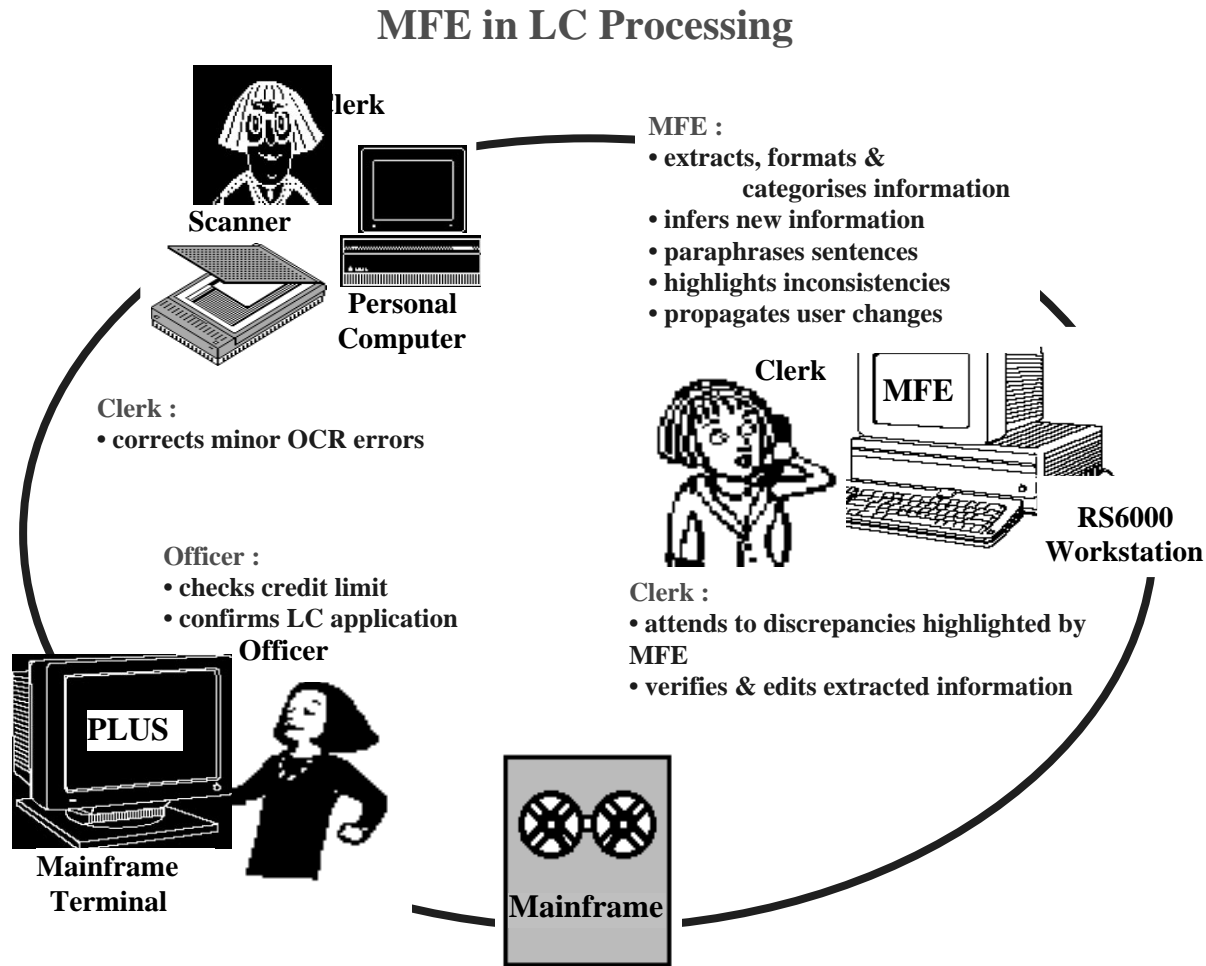 MFE in LC Processing
Clerk
Scanner
Personal
Computer
Clerk :
• corrects minor OCR errors
MFE :
• extracts, formats &
categorises information
• infers new information
• paraphrases sentences
• highlights inconsistencies
• propagates user changes
Clerk
MFE
RS6000
Workstation
Clerk :
• attends to discrepancies highlighted by
MFE
• verifies & edits extracted information
Officer :
• checks credit limit
• confirms LC application
Officer
PLUS
Mainframe
Terminal
Mainframe